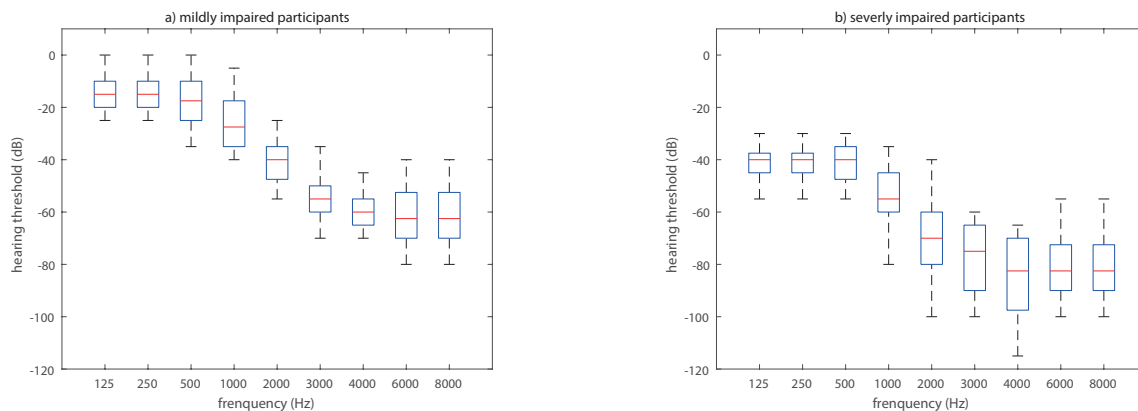 a) mildly impaired participants
hearing threshold (dB)
0
-20
-40
-60
-80
-100
-120
125 250 500 1000 2000 3000 4000 6000 8000
frenquency (Hz)
b) severly impaired participants
hearing threshold (dB)
0
-20
-40
-60
-80
-100
-120
125 250 500 1000 2000 3000 4000 6000 8000
frenquency (Hz)